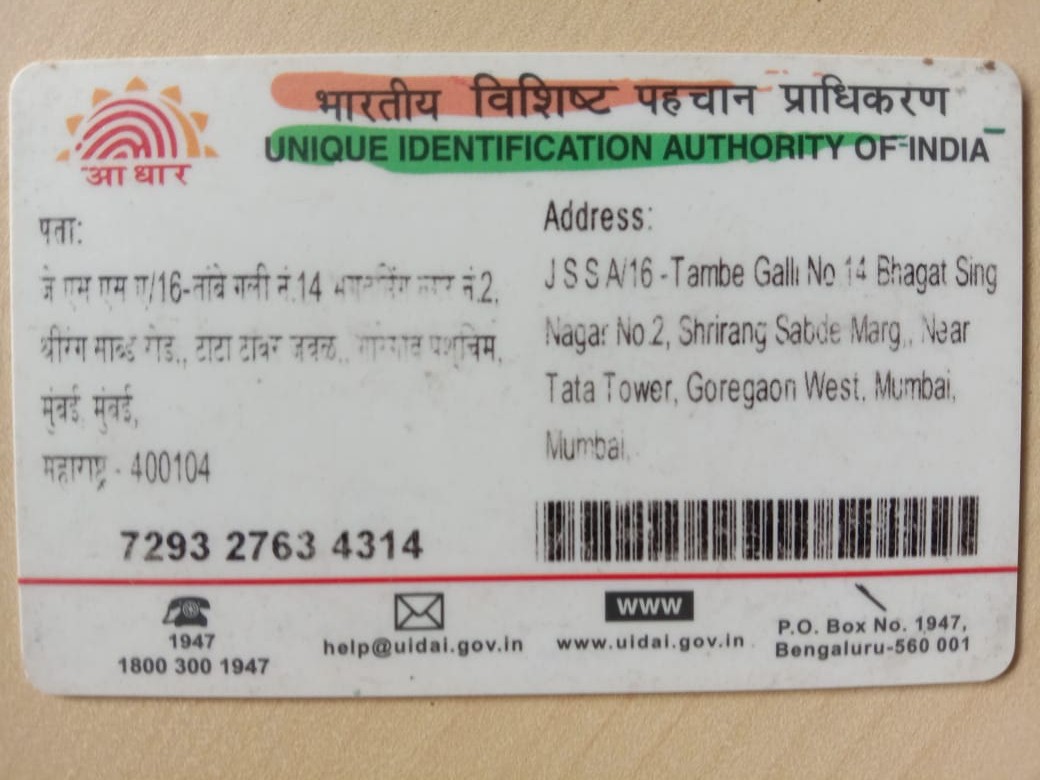 भारतीय विशिष्ट पहचान प्राधिकरण
UNIQUE IDENTIFICATION AUTHORITY OF INDIA
आधार
पता:
जे एस एस ए/16-तांबे गली नं.14 नं.2,
श्रीरंग साब्दे रोड,, टाटा टॉवर जवळ,, पश्चिम,
मुंबई, मुंबई,
महाराष्ट्र - 400104
Address:
J S S A/16 -Tambe Galli No 14 Bhagat Sing
Nagar No.2, Shrirang Sabde Marg,, Near
Tata Tower, Goregaon West, Mumbai,
Mumbai,
7293 2763 4314
1947
1800 300 1947
help@uidai.gov.in
WWW
www.uidai.gov.in
P.O. Box No. 1947,
Bengaluru-560 001